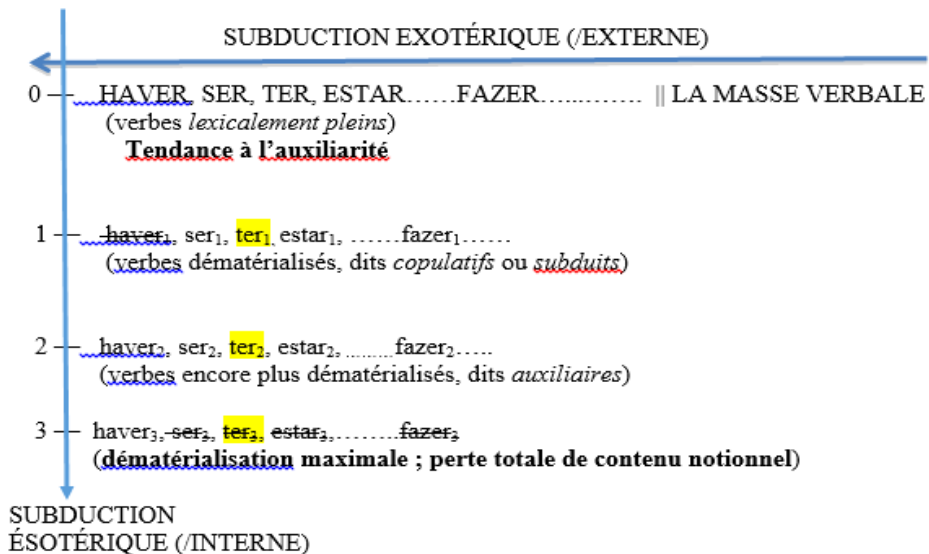 SUBDUCTION EXOTÉRIQUE (/EXTERNE)
0 HAVER, SER, TER, ESTAR……FAZER…...…….. || LA MASSE VERBALE
(verbes lexicalement pleins)
Tendance à l’auxiliarité
1 haver₁, ser₁, ter₁, estar₁, ……fazer₁……
(verbes dématérialisés, dits copulatifs ou subduits)
2 haver₂, ser₂, ter₂, estar₂, ………fazer₂…..
(verbes encore plus dématérialisés, dits auxiliaires)
3 haver₃, ser₃, ter₃, estar₃,……..fazer₃
(dématérialisation maximale ; perte totale de contenu notionnel)
SUBDUCTION
ÉSOTÉRIQUE (/INTERNE)